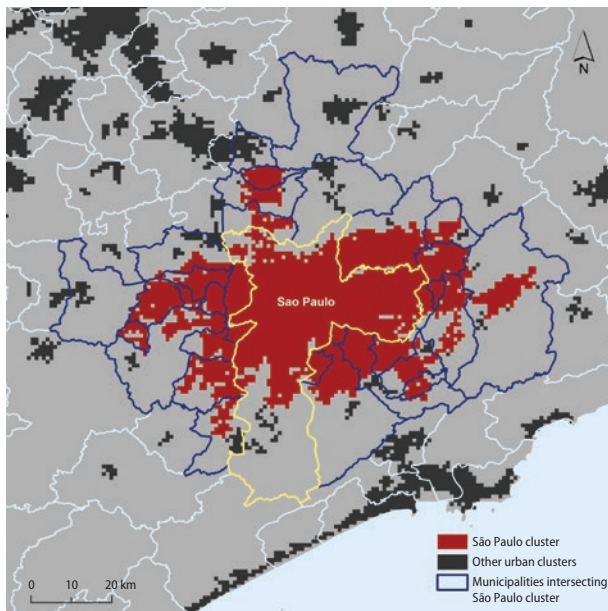 N
Sao Paulo
São Paulo cluster
Other urban clusters
Municipalities intersecting
São Paulo cluster
0 10 20 km